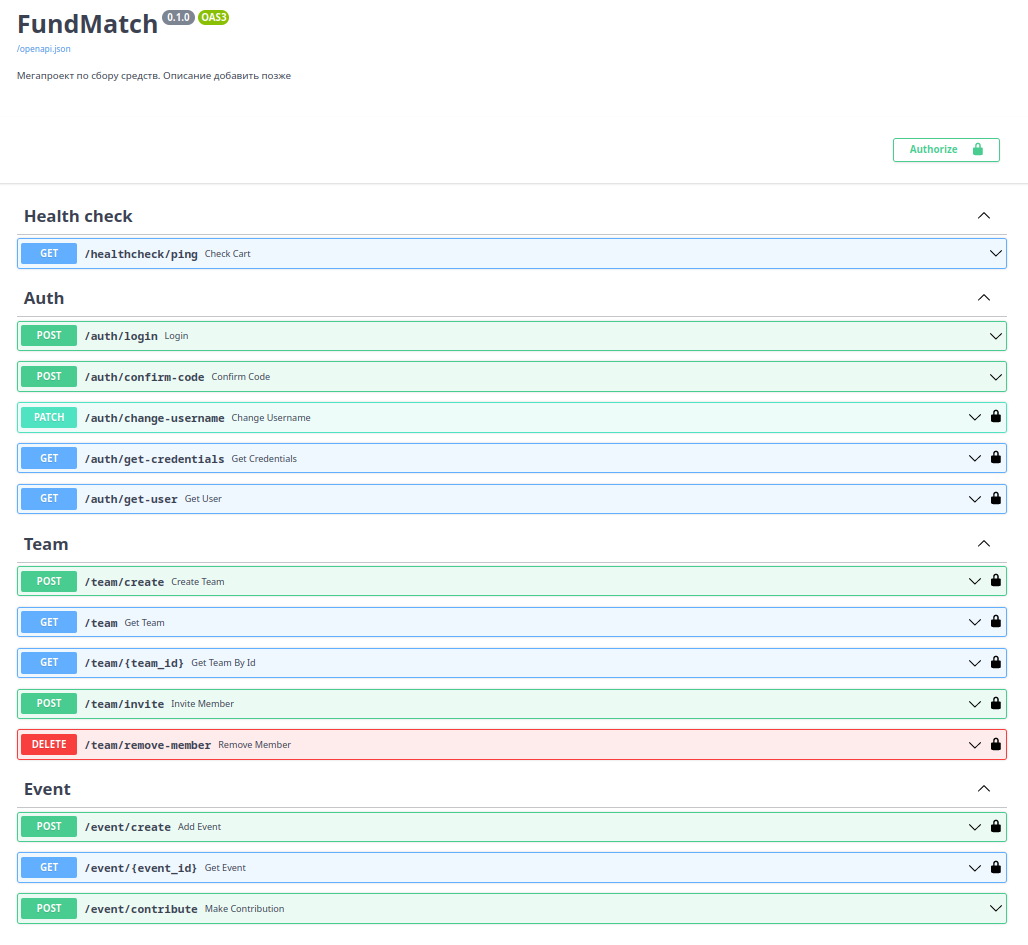 FundMatch 0.1.0 OAS3
/openapi.json
Мегапроект по сбору средств. Описание добавить позже
Authorize
Health check
GET /healthcheck/ping Check Cart
Auth
POST /auth/login Login
POST /auth/confirm-code Confirm Code
PATCH /auth/change-username Change Username
GET /auth/get-credentials Get Credentials
GET /auth/get-user Get User
Team
POST /team/create Create Team
GET /team Get Team
GET /team/{team_id} Get Team By Id
POST /team/invite Invite Member
DELETE /team/remove-member Remove Member
Event
POST /event/create Add Event
GET /event/{event_id} Get Event
POST /event/contribute Make Contribution